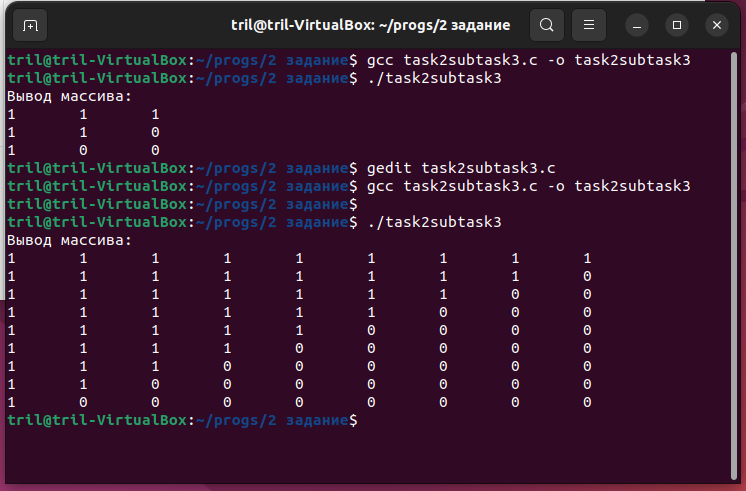 tril@tril-VirtualBox: ~/progs/2 задание
tril@tril-VirtualBox:~/progs/2 задание$ gcc task2subtask3.c -o task2subtask3
tril@tril-VirtualBox:~/progs/2 задание$ ./task2subtask3
Вывод массива:
1 1 1
1 1 0
1 0 0
tril@tril-VirtualBox:~/progs/2 задание$ gedit task2subtask3.c
tril@tril-VirtualBox:~/progs/2 задание$ gcc task2subtask3.c -o task2subtask3
tril@tril-VirtualBox:~/progs/2 задание$
tril@tril-VirtualBox:~/progs/2 задание$ ./task2subtask3
Вывод массива:
1 1 1 1 1 1 1 1 1
1 1 1 1 1 1 1 1 0
1 1 1 1 1 1 1 0 0
1 1 1 1 1 1 0 0 0
1 1 1 1 1 0 0 0 0
1 1 1 1 0 0 0 0 0
1 1 1 0 0 0 0 0 0
1 1 0 0 0 0 0 0 0
1 0 0 0 0 0 0 0 0
tril@tril-VirtualBox:~/progs/2 задание$